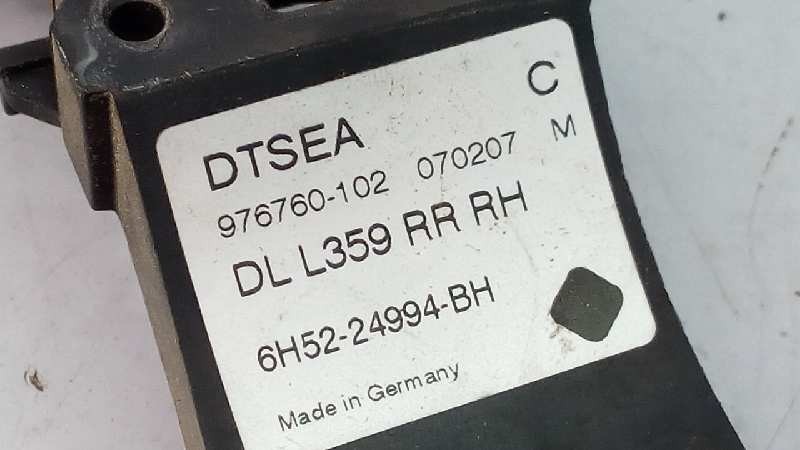 C
DTSEA
976760-102 070207 M
DL L359 RR RH
6H52-24994-BH
Made in Germany